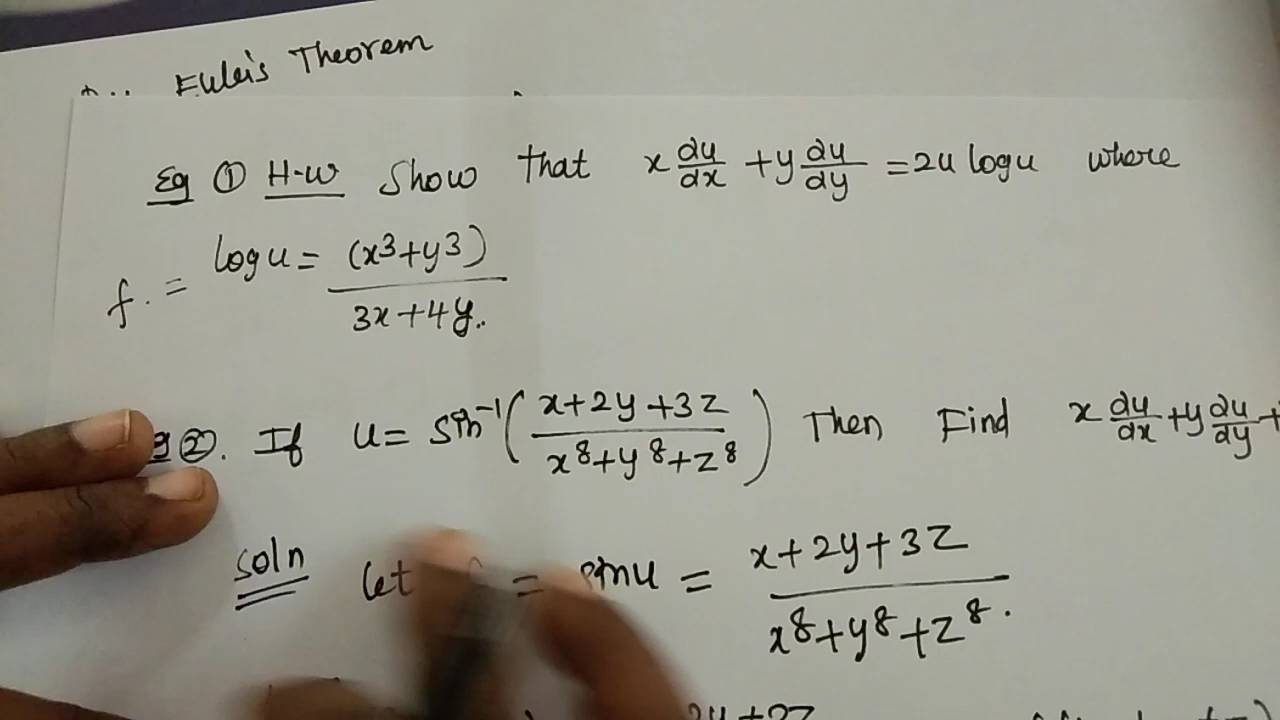 Euler's Theorem
Eg ① H-W Show that x du/dx + y du/dy = 2u log u where
f. = log u = (x³+y³) / 3x+4y..
② . If u = Sin⁻¹( x+2y+3z / x⁸+y⁸+z⁸ ) Then Find x du/dx + y du/dy +
Soln let = sin u = x+2y+3z / x⁸+y⁸+z⁸.